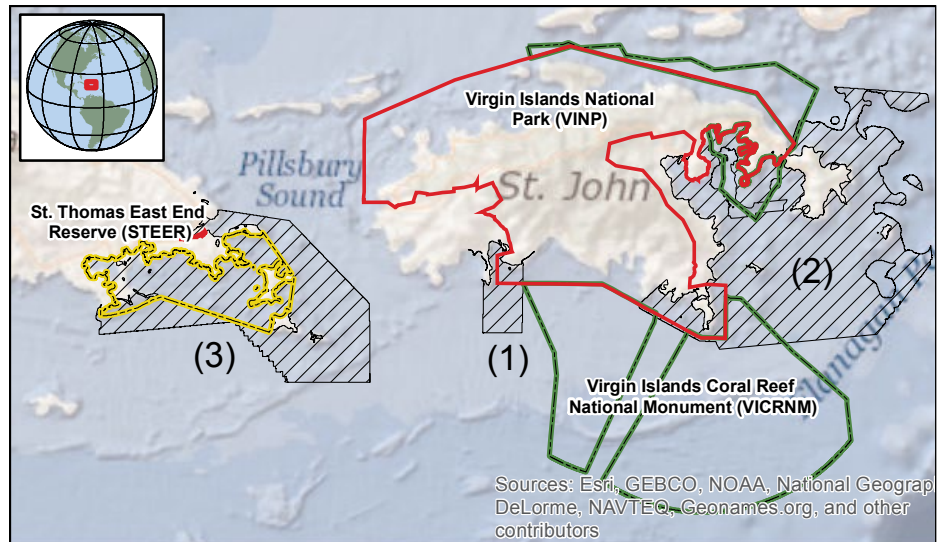 Virgin Islands National
Park (VINP)
Pillsbury
Sound
St. John
St. Thomas East End
Reserve (STEER)
(2)
(3)
(1)
Virgin Islands Coral Reef
National Monument (VICRNM)
Sources: Esri, GEBCO, NOAA, National Geograp
DeLorme, NAVTEQ, Geonames.org, and other
contributors